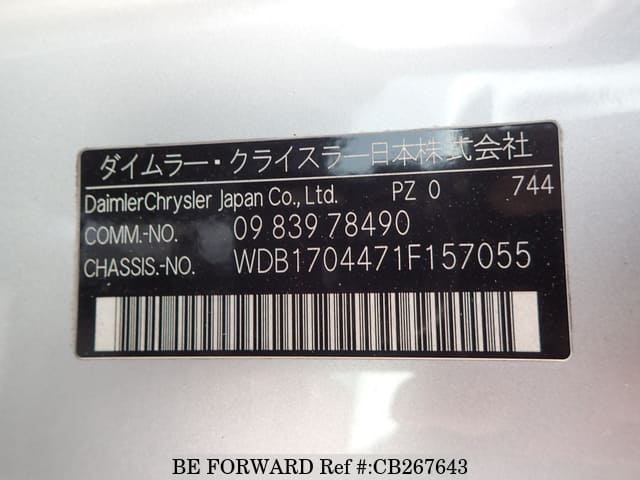 ダイムラー・クライスラー日本株式会社
DaimlerChrysler Japan Co., Ltd. PZ 0 744
COMM.-NO. 09 839 78490
CHASSIS.-NO. WDB1704471F157055
BE FORWARD Ref #:CB267643